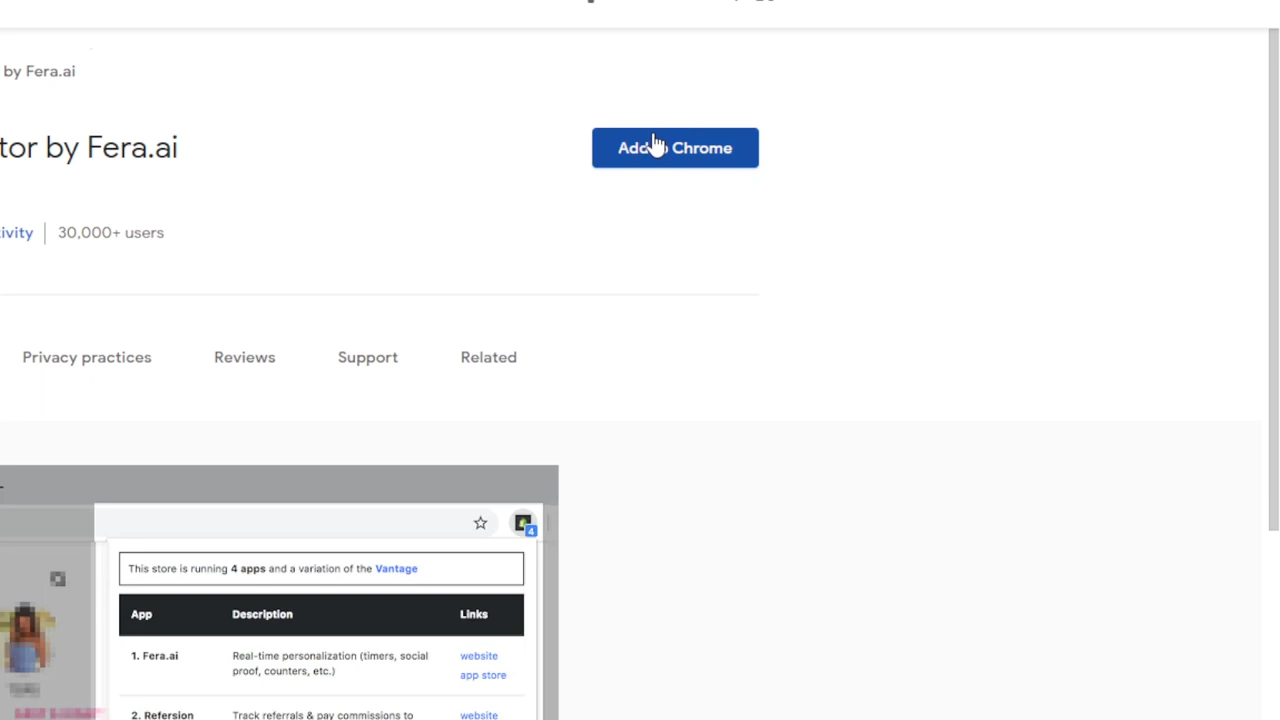 by Fera.ai
tor by Fera.ai
Add to Chrome
ivity
30,000+ users
Privacy practices
Reviews
Support
Related
4
This store is running 4 apps and a variation of the Vantage
App Description Links
1. Fera.ai Real-time personalization (timers, social website
proof, counters, etc.) app store
2. Refersion Track referrals & pay commissions to website